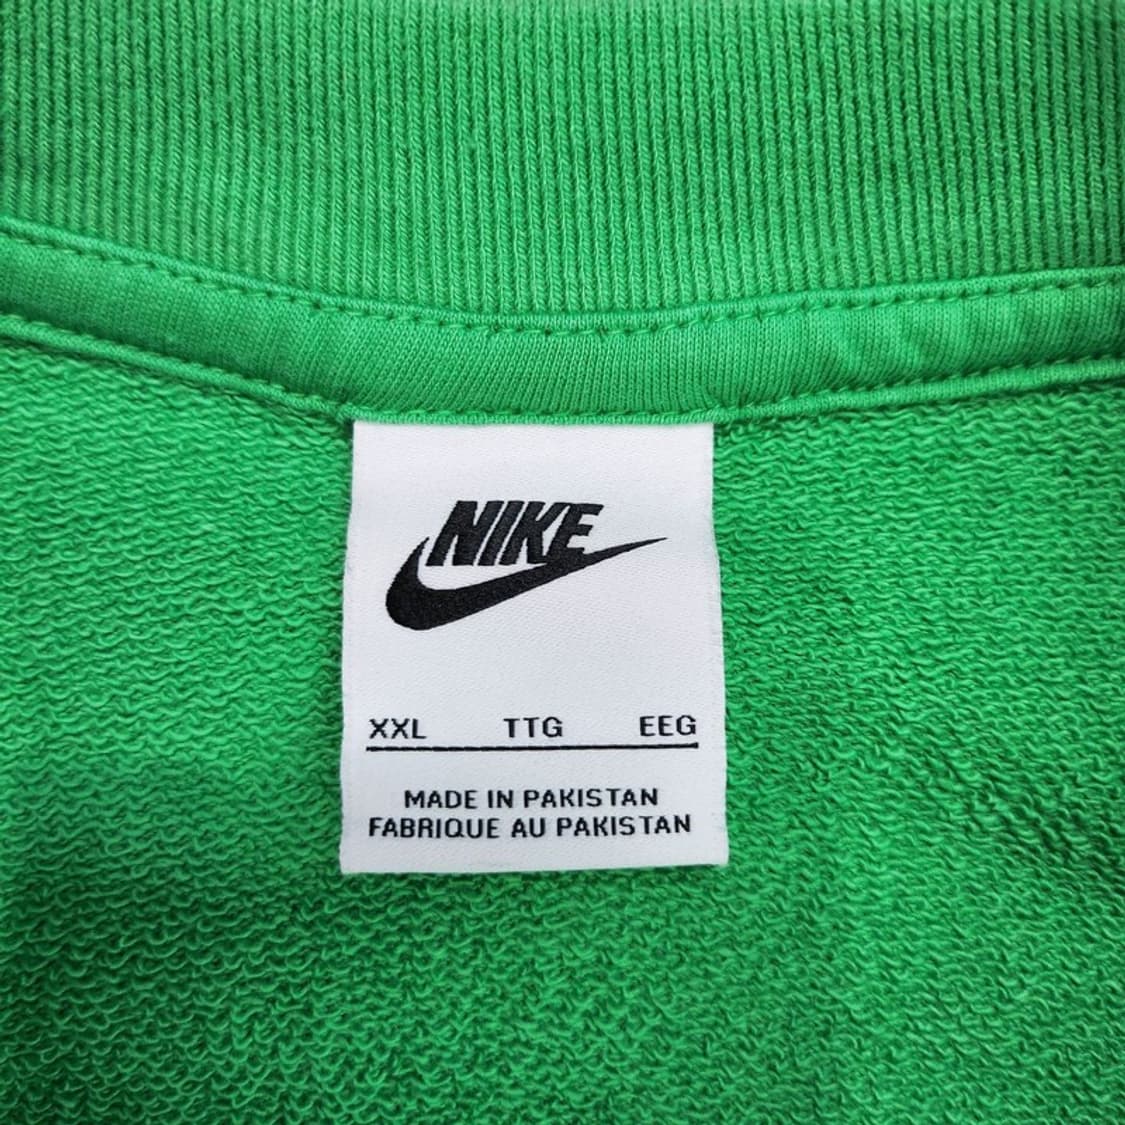 NIKE
XXL TTG EEG
MADE IN PAKISTAN
FABRIQUE AU PAKISTAN